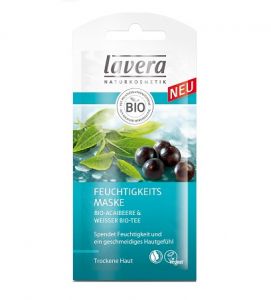 lavera
NATURKOSMETIK
NEU
BIO
FEUCHTIGKEITS
MASKE
BIO-ACAIBEERE &
WEISSER BIO-TEE
Spendet Feuchtigkeit und
ein geschmeidiges Hautgefühl
Trockene Haut